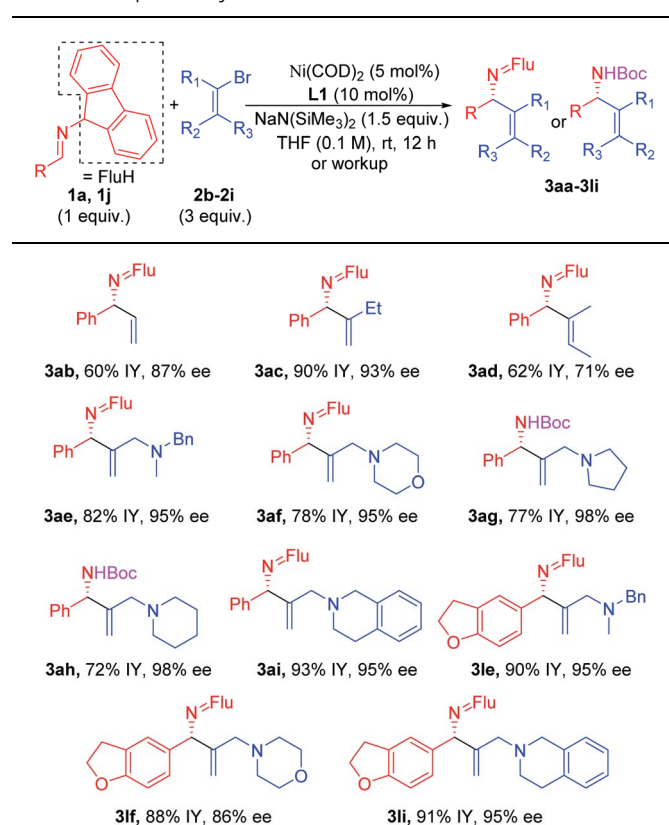 R1 Br
R2 R3
R N
= FluH
1a, 1j
(1 equiv.)
+
2b-2i
(3 equiv.)
Ni(COD)2 (5 mol%)
L1 (10 mol%)
NaN(SiMe3)2 (1.5 equiv.)
THF (0.1 M), rt, 12 h
or workup
N=Flu
R R1
R3 R2
or
NHBoc
R R1
R3 R2
3aa-3li
N=Flu
Ph
3ab, 60% IY, 87% ee
N=Flu
Ph Et
3ac, 90% IY, 93% ee
N=Flu
Ph
3ad, 62% IY, 71% ee
N=Flu
Ph N Bn
3ae, 82% IY, 95% ee
N=Flu
Ph N O
3af, 78% IY, 95% ee
NHBoc
Ph N
3ag, 77% IY, 98% ee
NHBoc
Ph N
3ah, 72% IY, 98% ee
N=Flu
Ph N
3ai, 93% IY, 95% ee
N=Flu
O N Bn
3le, 90% IY, 95% ee
N=Flu
O N O
3lf, 88% IY, 86% ee
N=Flu
O N
3li, 91% IY, 95% ee